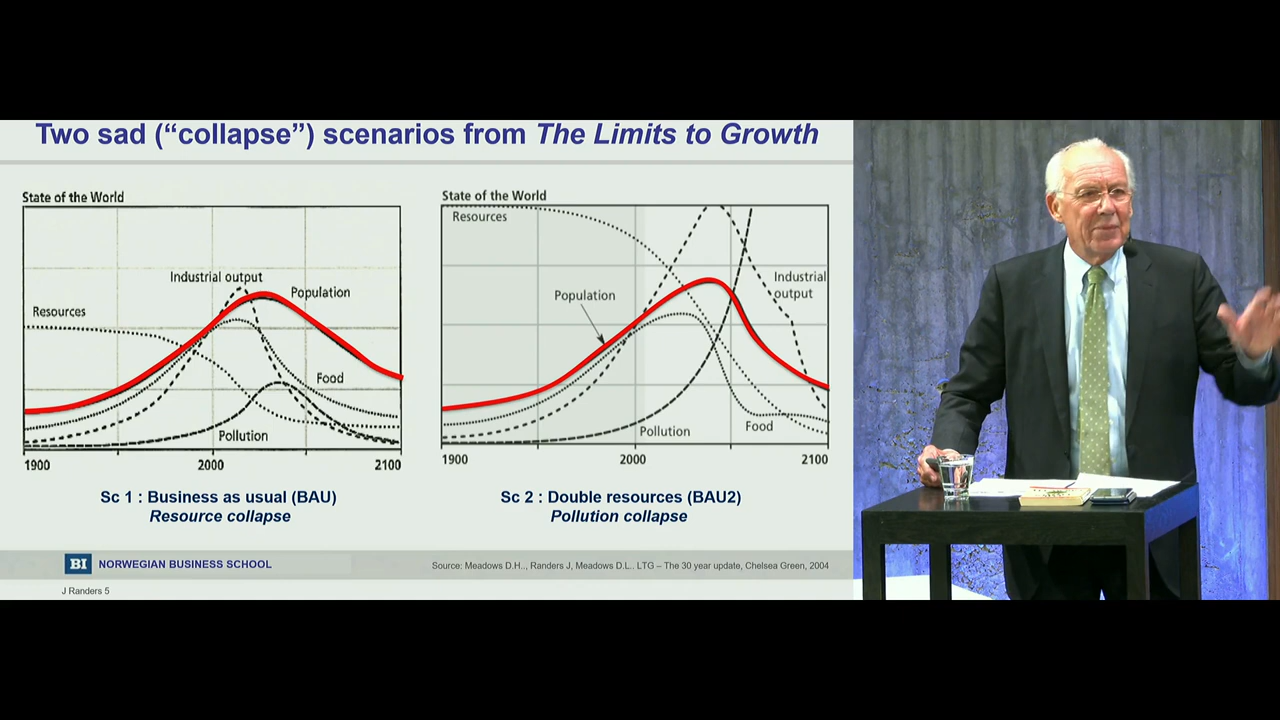 Two sad (“collapse”) scenarios from The Limits to Growth
State of the World
Industrial output
Population
Resources
Food
Pollution
1900
2000
2100
Sc 1 : Business as usual (BAU)
Resource collapse
State of the World
Resources
Industrial
output
Population
Pollution
Food
1900
2000
2100
Sc 2 : Double resources (BAU2)
Pollution collapse
BI NORWEGIAN BUSINESS SCHOOL
Source: Meadows D.H.., Randers J, Meadows D.L.. LTG – The 30 year update, Chelsea Green, 2004
J Randers 5